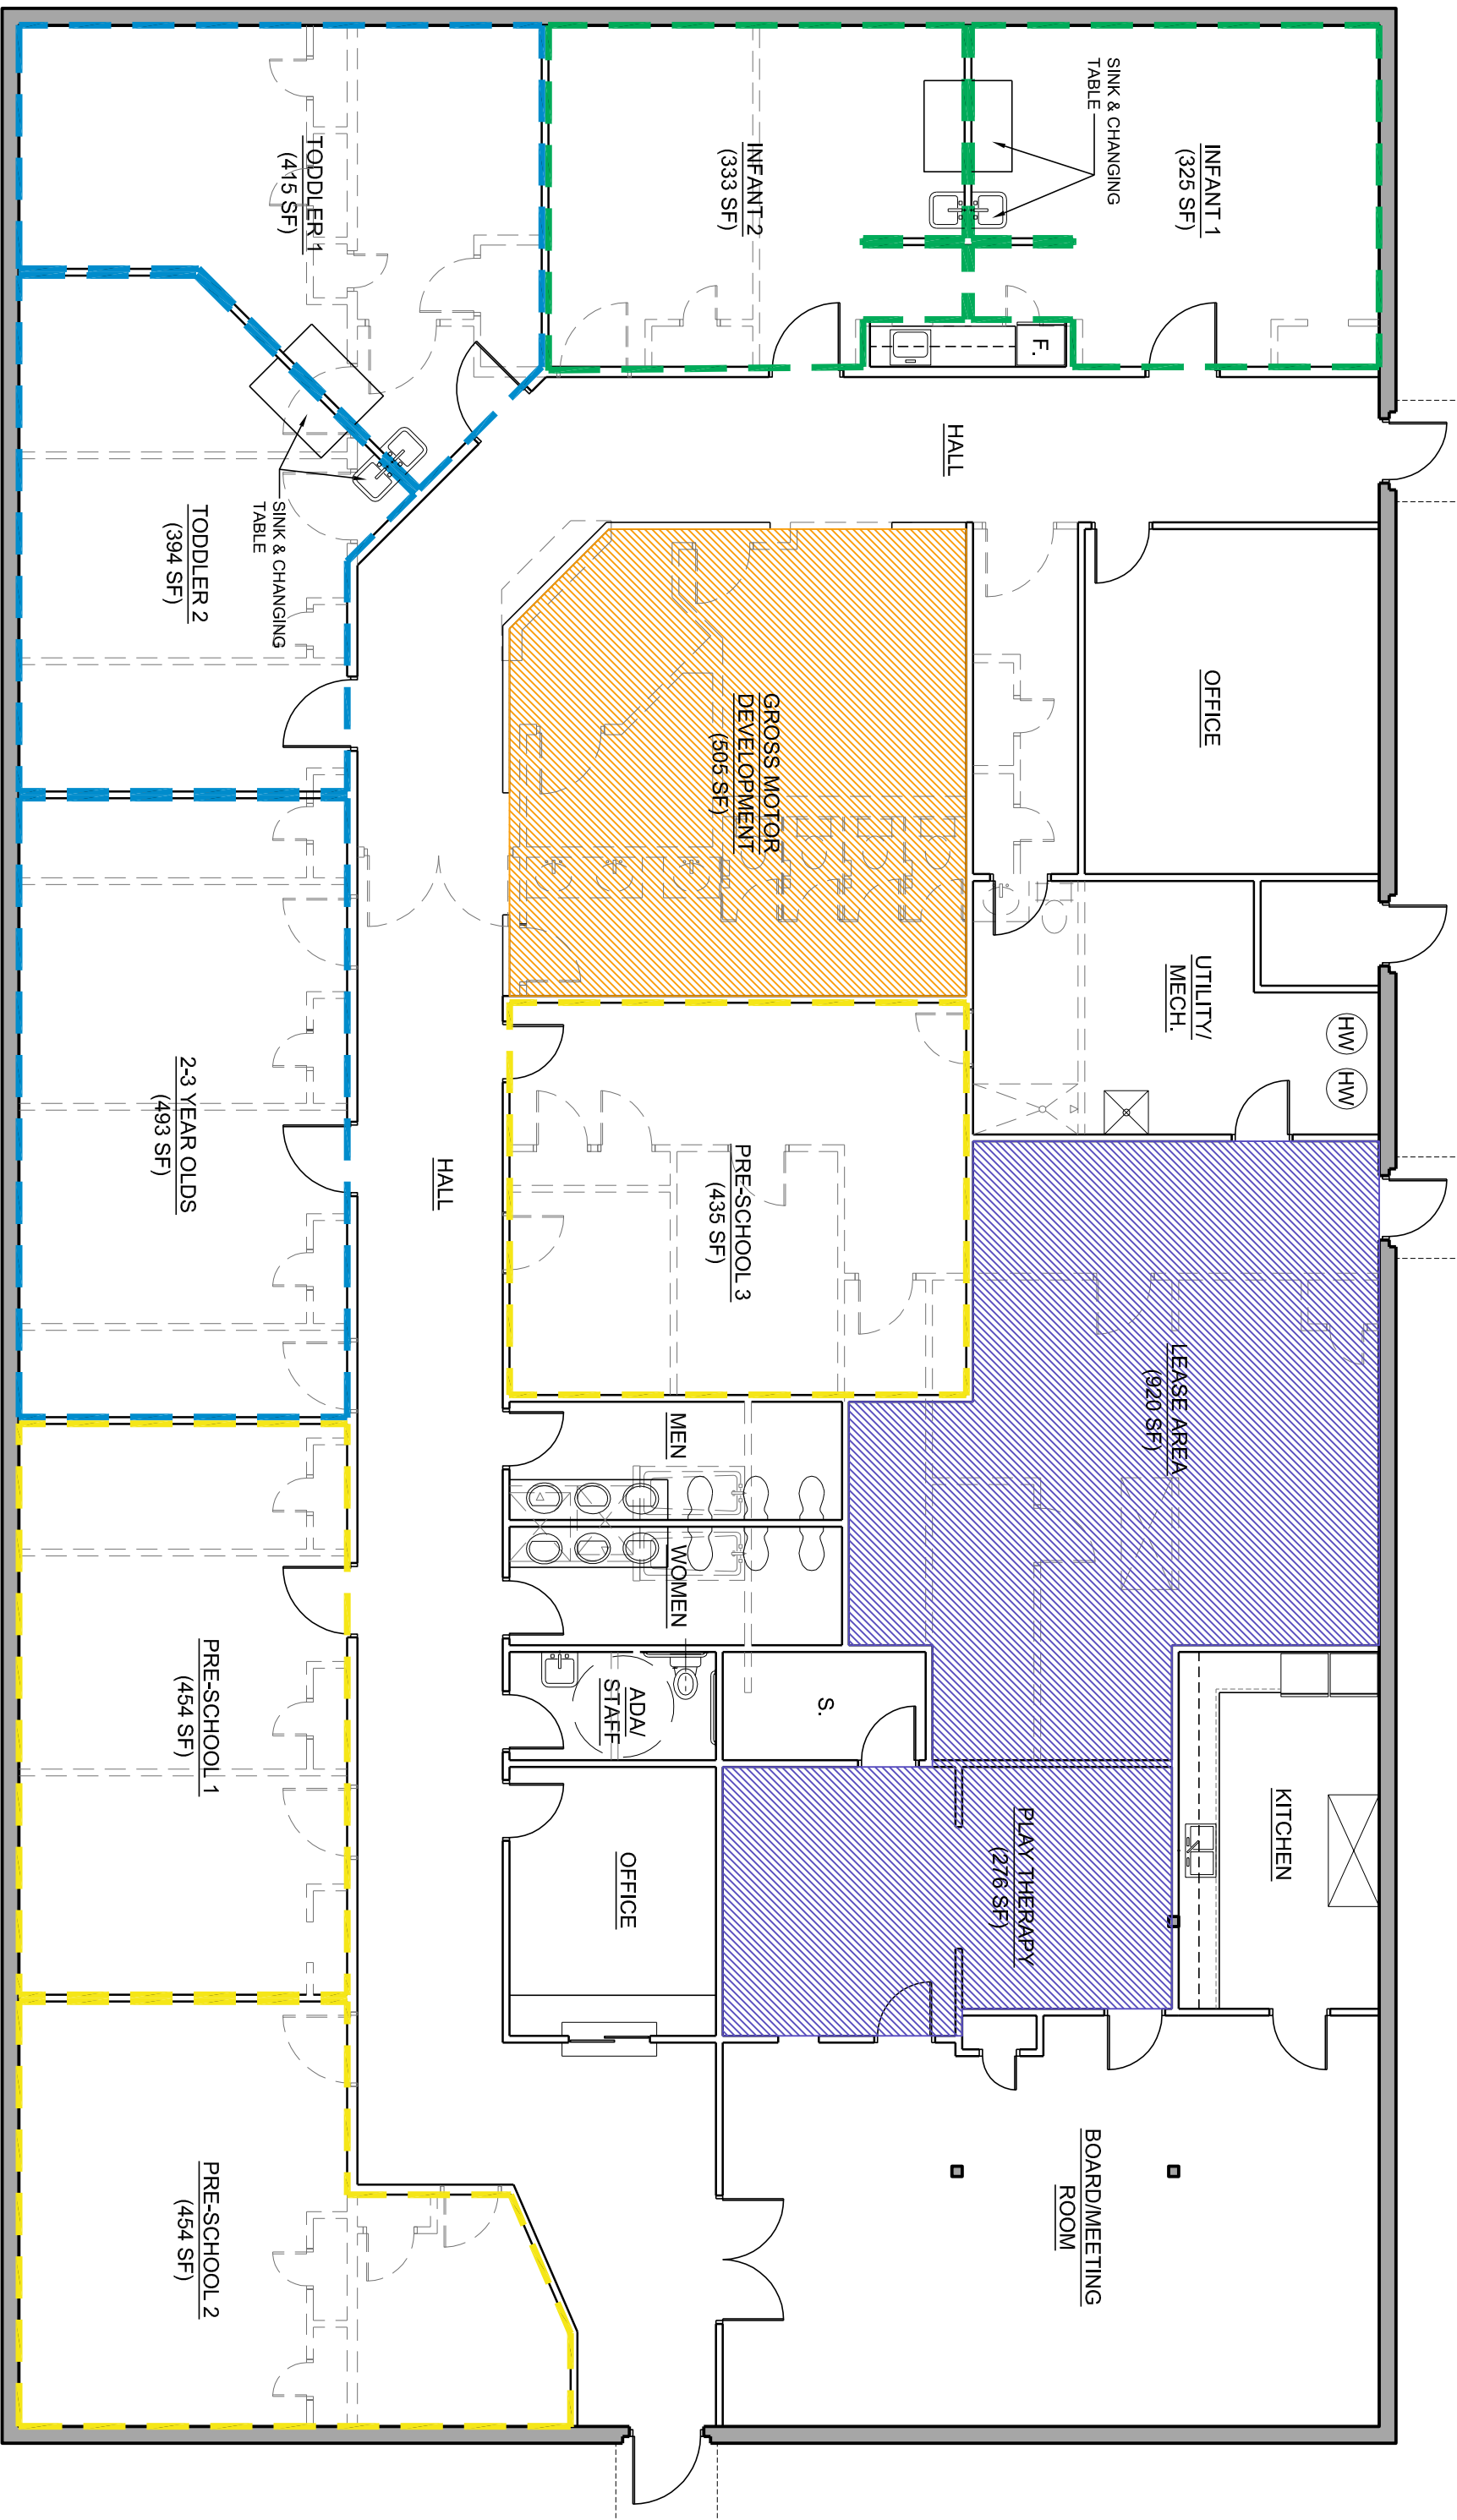 INFANT 1
(325 SF)
SINK & CHANGING
TABLE
INFANT 2
(333 SF)
TODDLER 1
(415 SF)
F.
HALL
OFFICE
TODDLER 2
(394 SF)
SINK & CHANGING
TABLE
GROSS MOTOR
DEVELOPMENT
(505 SF)
UTILITY/
MECH.
HW
HW
2-3 YEAR OLDS
(493 SF)
HALL
PRE-SCHOOL 3
(435 SF)
LEASE AREA
(920 SF)
MEN
WOMEN
ADA/
STAFF
S.
PRE-SCHOOL 1
(454 SF)
OFFICE
PLAY THERAPY
(276 SF)
KITCHEN
BOARD/MEETING
ROOM
PRE-SCHOOL 2
(454 SF)